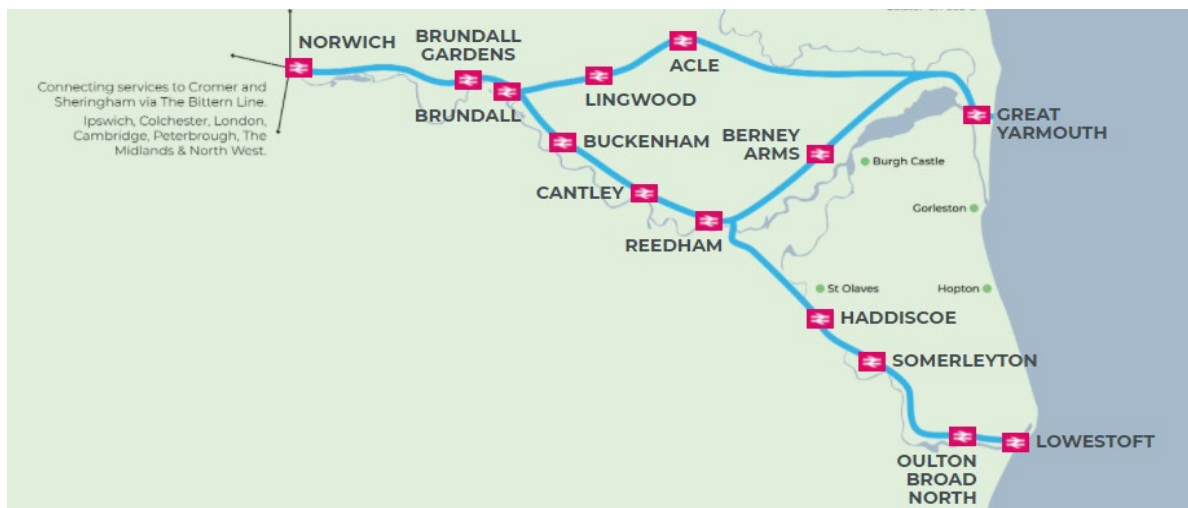 NORWICH
BRUNDALL
GARDENS
ACLE
LINGWOOD
BRUNDALL
Connecting services to Cromer and
Sheringham via The Bittern Line.
Ipswich, Colchester, London,
Cambridge, Peterbrough, The
Midlands & North West.
BUCKENHAM
BERNEY
ARMS
GREAT
YARMOUTH
Burgh Castle
CANTLEY
Gorleston
REEDHAM
St Olaves
Hopton
HADDISCOE
SOMERLEYTON
LOWESTOFT
OULTON
BROAD
NORTH